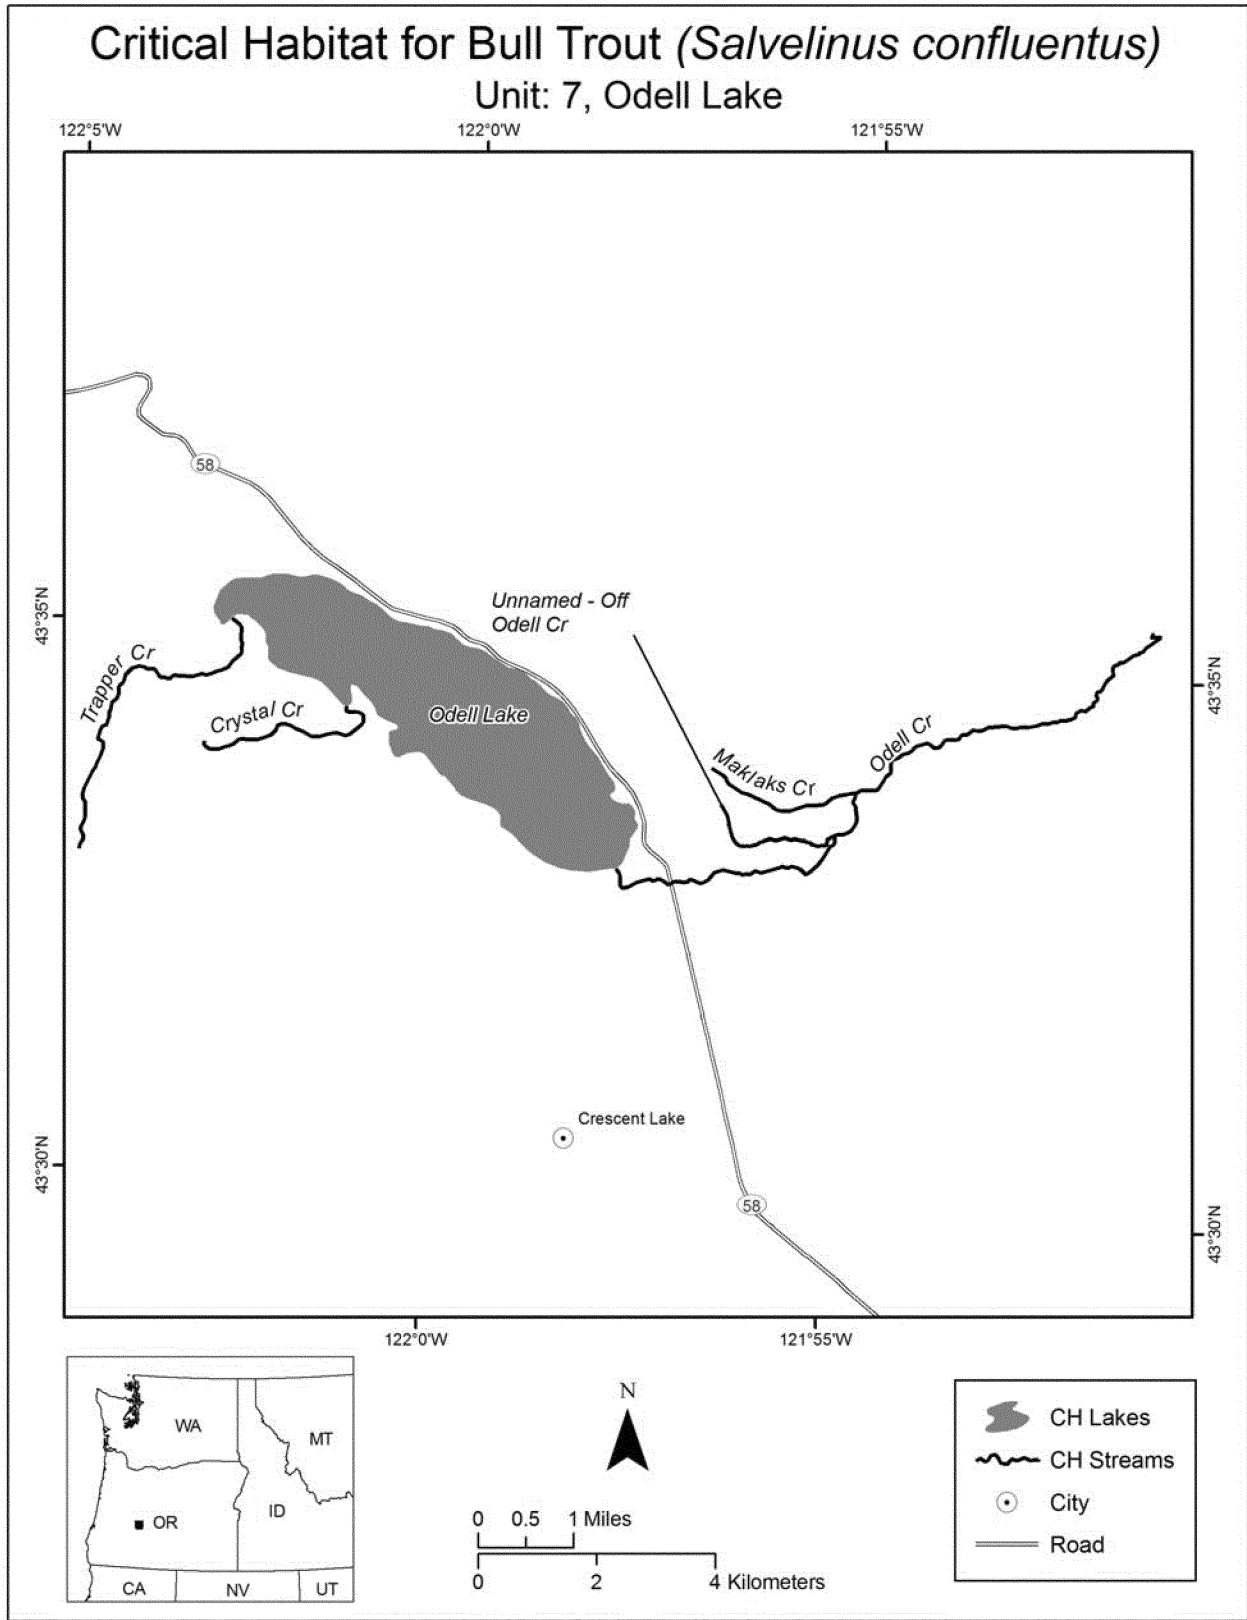 Critical Habitat for Bull Trout (Salvelinus confluentus)
Unit: 7, Odell Lake
122°5'W
122°0'W
121°55'W
58
43°35'N
Unnamed - Off
Odell Cr
Trapper Cr
Crystal Cr
Odell Lake
Maklaks Cr
Odell Cr
43°35'N
Crescent Lake
43°30'N
58
43°30'N
122°0'W
121°55'W
WA
MT
OR
ID
CA
NV
UT
N
0 0.5 1 Miles
0 2 4 Kilometers
CH Lakes
CH Streams
City
Road